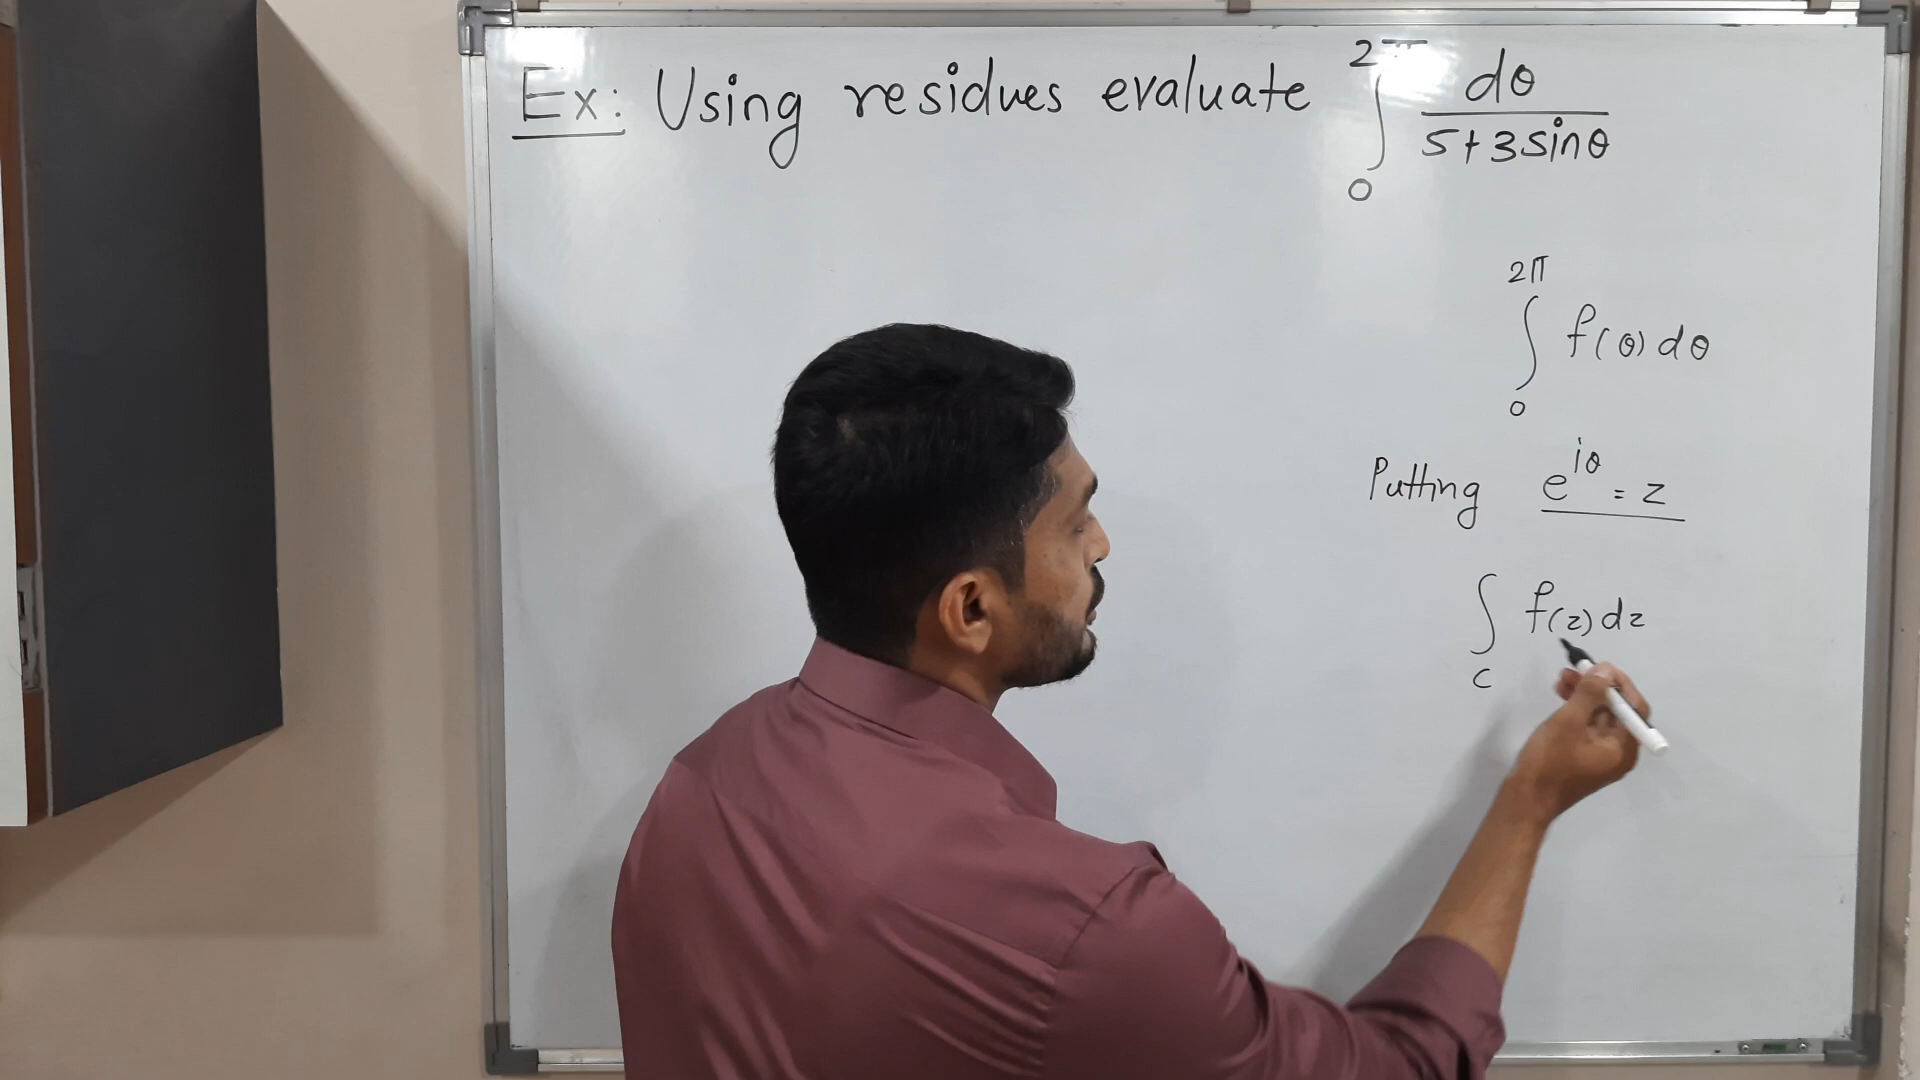 Ex: Using residues evaluate ∫₀^{2π} dθ/(5+3sinθ)
∫₀^{2π} f(θ)dθ
Putting e^{iθ} = z
∫_C f(z)dz